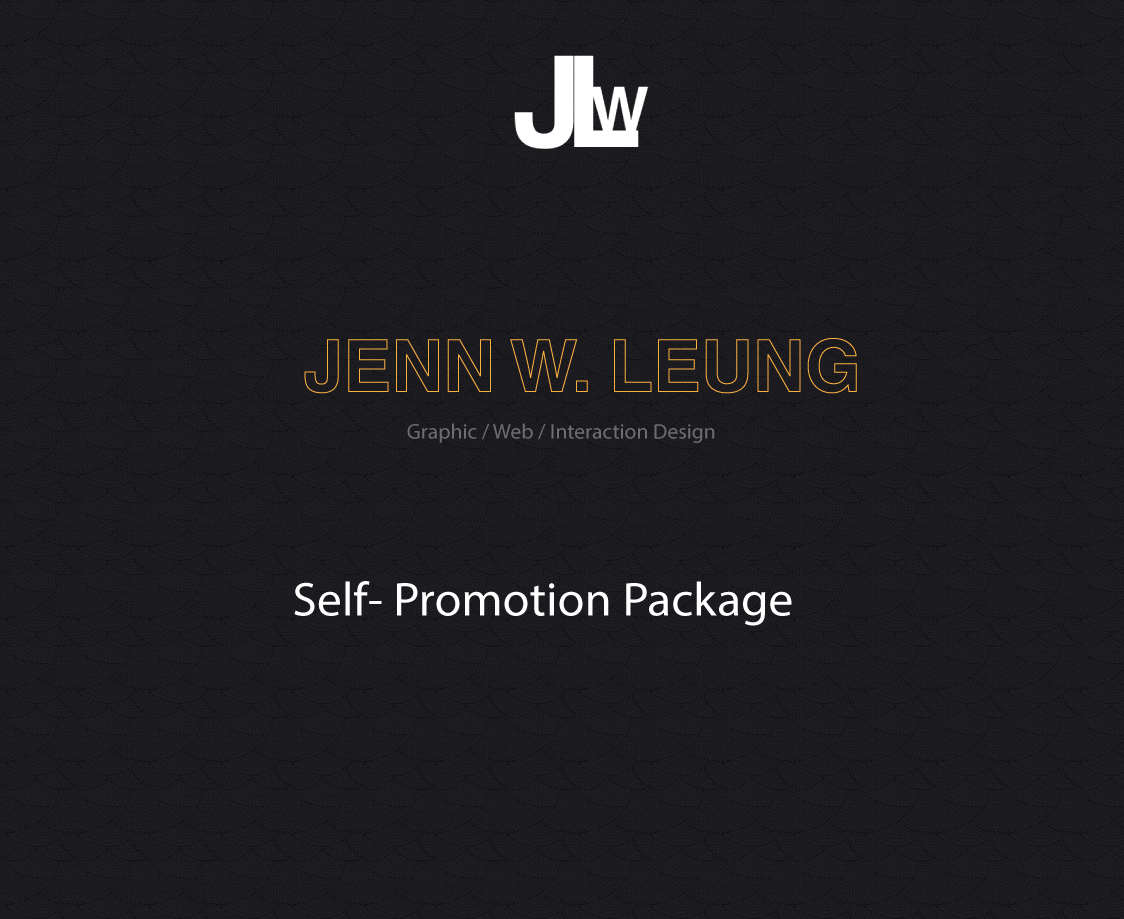 JLW
JENN W. LEUNG
Graphic / Web / Interaction Design
Self- Promotion Package